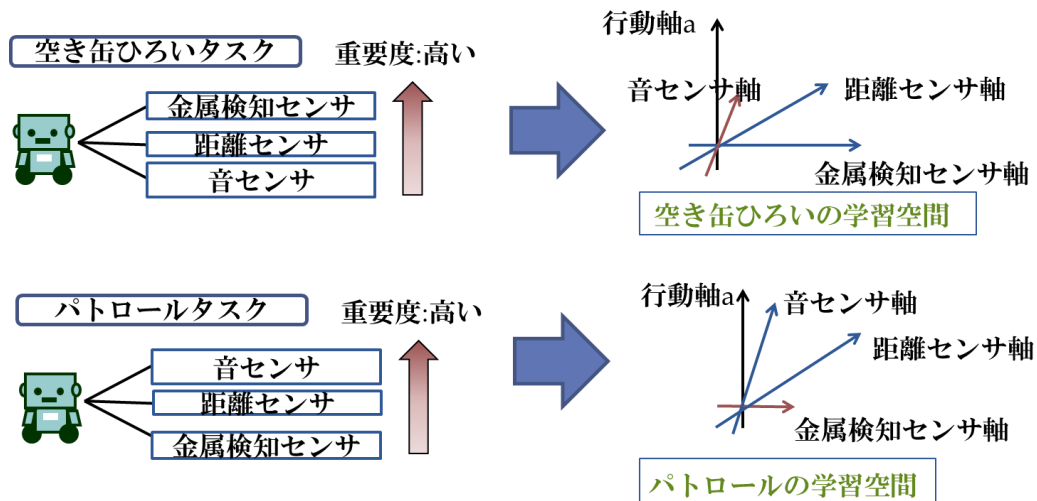 空き缶ひろいタスク
重要度:高い
金属検知センサ
距離センサ
音センサ
行動軸a
音センサ軸
距離センサ軸
金属検知センサ軸
空き缶ひろいの学習空間
パトロールタスク
重要度:高い
音センサ
距離センサ
金属検知センサ
行動軸a
音センサ軸
距離センサ軸
金属検知センサ軸
パトロールの学習空間